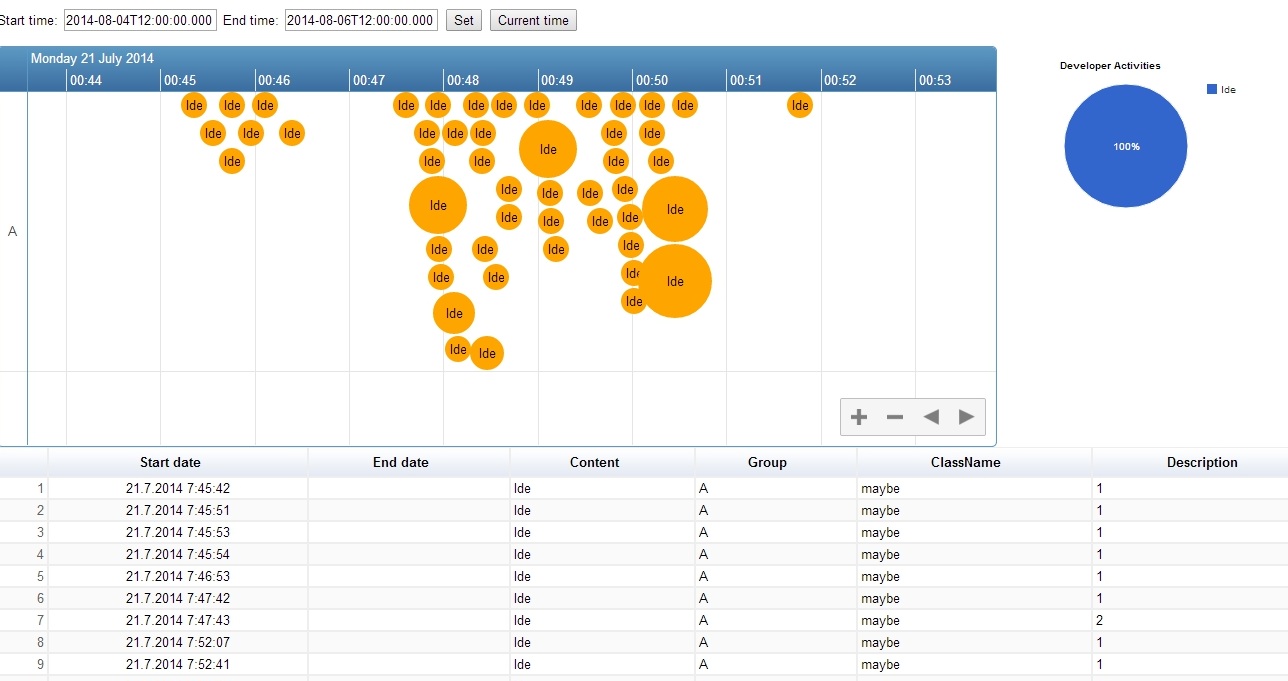 Start time: 2014-08-04T12:00:00.000 End time: 2014-08-06T12:00:00.000 Set Current time
Monday 21 July 2014
00:44 00:45 00:46 00:47 00:48 00:49 00:50 00:51 00:52 00:53
Ide Ide Ide Ide Ide Ide Ide Ide Ide Ide Ide Ide Ide
Ide Ide Ide Ide Ide Ide Ide Ide
Ide
Ide Ide Ide Ide Ide
Ide Ide Ide Ide
Ide
Ide
Ide Ide Ide Ide
A
Ide Ide Ide Ide
Ide Ide Ide
Ide
Ide
Ide
Ide
Ide Ide
Developer Activities
Ide
100%
Start date End date Content Group ClassName Description
1 21.7.2014 7:45:42 Ide A maybe 1
2 21.7.2014 7:45:51 Ide A maybe 1
3 21.7.2014 7:45:53 Ide A maybe 1
4 21.7.2014 7:45:54 Ide A maybe 1
5 21.7.2014 7:46:53 Ide A maybe 1
6 21.7.2014 7:47:42 Ide A maybe 1
7 21.7.2014 7:47:43 Ide A maybe 2
8 21.7.2014 7:52:07 Ide A maybe 1
9 21.7.2014 7:52:41 Ide A maybe 1